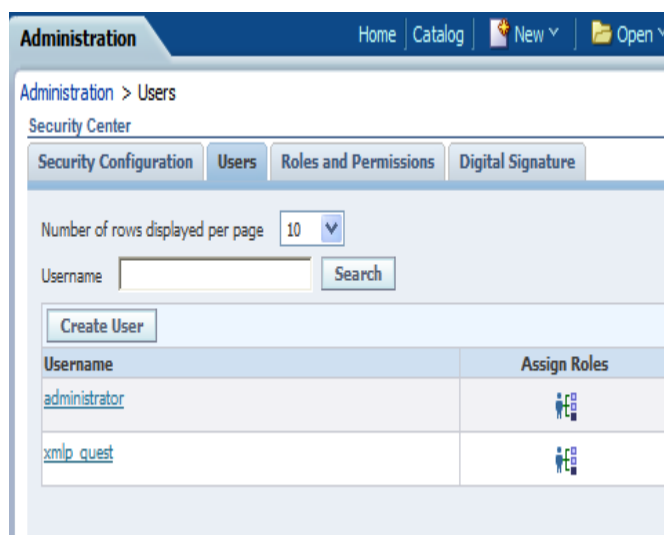 Administration
Home Catalog New Open
Administration > Users
Security Center
Security Configuration Users Roles and Permissions Digital Signature
Number of rows displayed per page 10
Username Search
Create User
Username Assign Roles
administrator
xmlp_guest